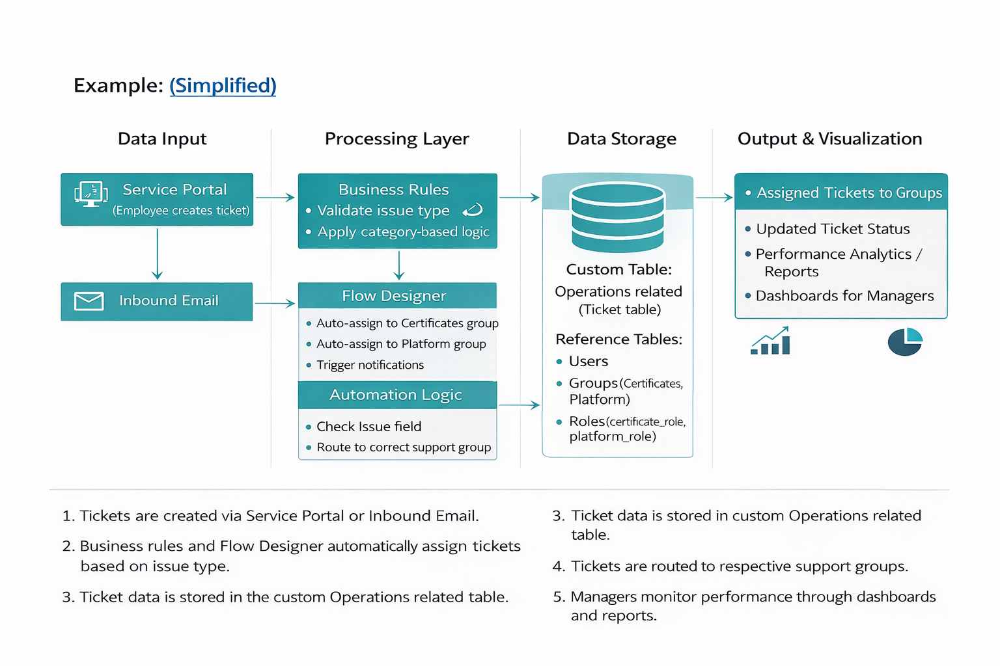 Example: (Simplified)
Data Input
Service Portal
(Employee creates ticket)
Inbound Email
Processing Layer
Business Rules
• Validate issue type
• Apply category-based logic
Flow Designer
• Auto-assign to Certificates group
• Auto-assign to Platform group
• Trigger notifications
Automation Logic
• Check Issue field
• Route to correct support group
Data Storage
Custom Table:
Operations related
(Ticket table)
Reference Tables:
• Users
• Groups (Certificates,
Platform)
• Roles (certificate_role,
platform_role)
Output & Visualization
• Assigned Tickets to Groups
• Updated Ticket Status
• Performance Analytics /
Reports
• Dashboards for Managers
1. Tickets are created via Service Portal or Inbound Email.
2. Business rules and Flow Designer automatically assign tickets
based on issue type.
3. Ticket data is stored in the custom Operations related table.
3. Ticket data is stored in custom Operations related
table.
4. Tickets are routed to respective support groups.
5. Managers monitor performance through dashboards
and reports.